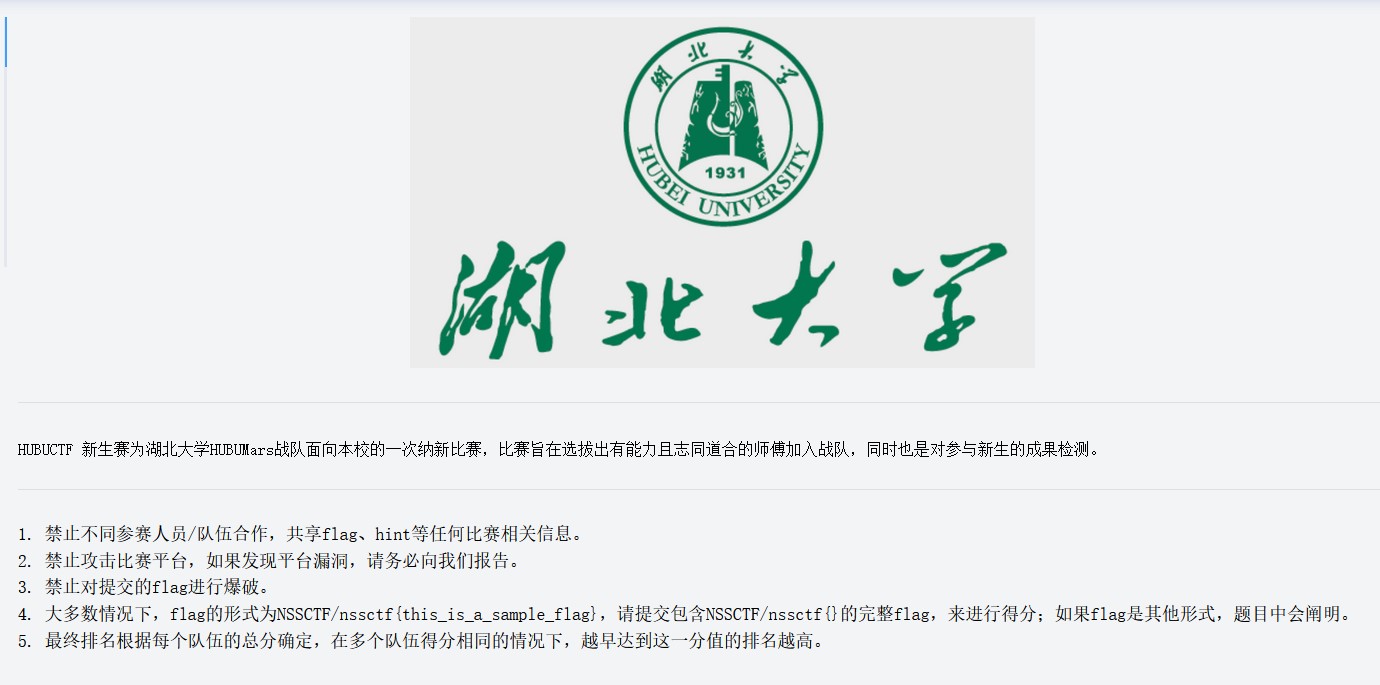 湖北大学
1931
HUBEI UNIVERSITY
湖北大学
HUBUCTF 新生赛为湖北大学HUBUMars战队面向本校的一次纳新比赛，比赛旨在选拔出有能力且志同道合的师傅加入战队，同时也是对参与新生的成果检测。
1. 禁止不同参赛人员/队伍合作，共享flag、hint等任何比赛相关信息。
2. 禁止攻击比赛平台，如果发现平台漏洞，请务必向我们报告。
3. 禁止对提交的flag进行爆破。
4. 大多数情况下，flag的形式为NSSCTF/nssctf{this_is_a_sample_flag}，请提交包含NSSCTF/nssctf{}的完整flag，来进行得分；如果flag是其他形式，题目中会阐明。
5. 最终排名根据每个队伍的总分确定，在多个队伍得分相同的情况下，越早达到这一分值的排名越高。